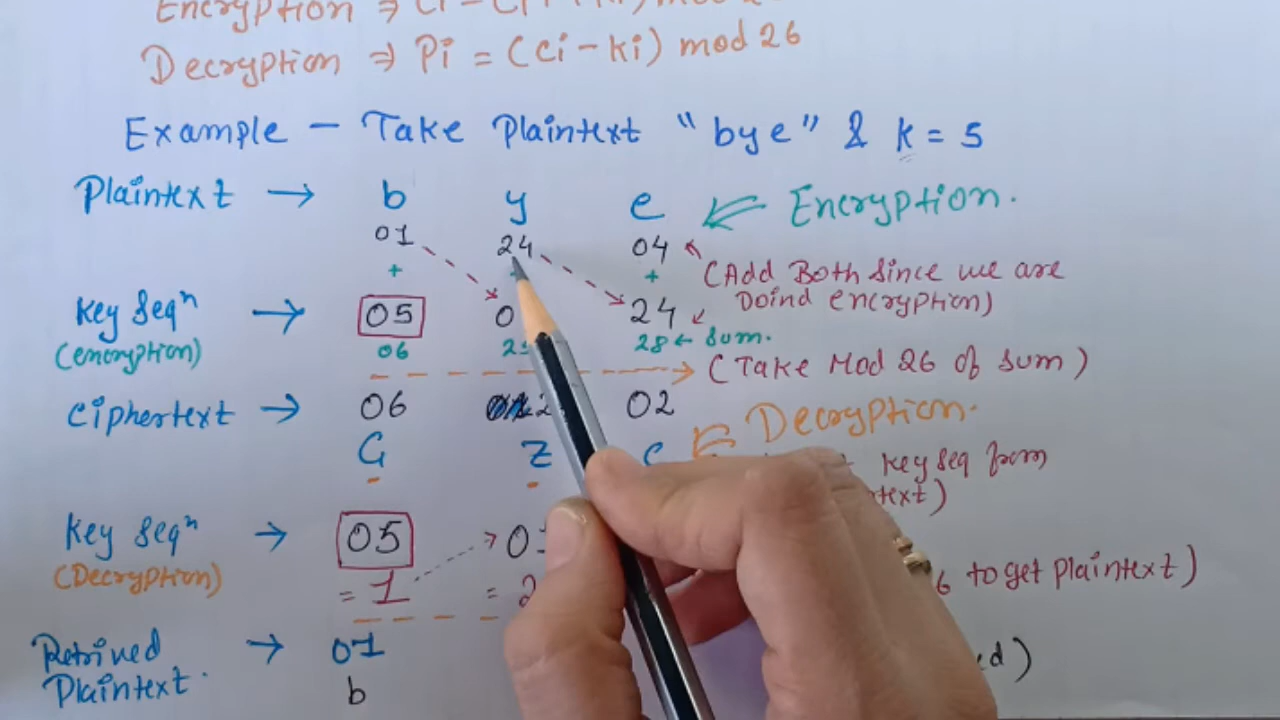 Encryption ⇒
Decryption ⇒ Pi = (Ci - ki) mod 26
Example - Take Plaintext "bye" & k = 5
Plaintext → b y e Encryption.
01 24 04
+ + (Add Both Since we are
Doind encryption)
Key Seqⁿ → 05 24
(encryption) 06 28 ← Sum.
(Take Mod 26 of Sum)
Ciphertext → 06 02
G Z Decryption.
Key Seq from
Key Seqⁿ → 05
(Decryption) = 1 = to get plaintext)
Retrived → 01
Plaintext. b